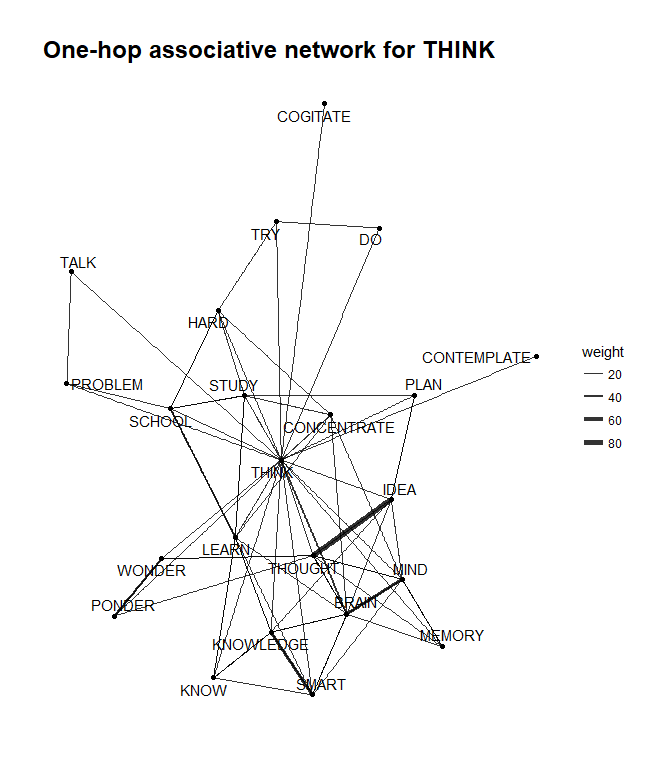 One-hop associative network for THINK
COGITATE
TRY
DO
TALK
HARD
CONTEMPLATE
weight
20
40
60
80
PROBLEM
STUDY
PLAN
SCHOOL
CONCENTRATE
THINK
IDEA
LEARN
THOUGHT
MIND
WONDER
PONDER
BRAIN
MEMORY
KNOWLEDGE
KNOW
SMART